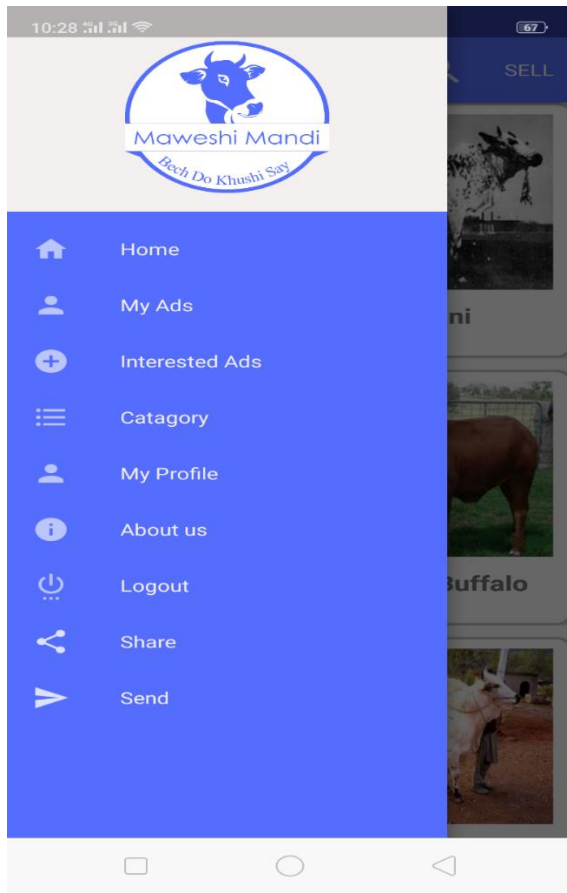 10:28
67
SELL
Maweshi Mandi
Bech Do Khushi Say
Home
My Ads
ni
Interested Ads
Catagory
My Profile
About us
Logout
Buffalo
Share
Send